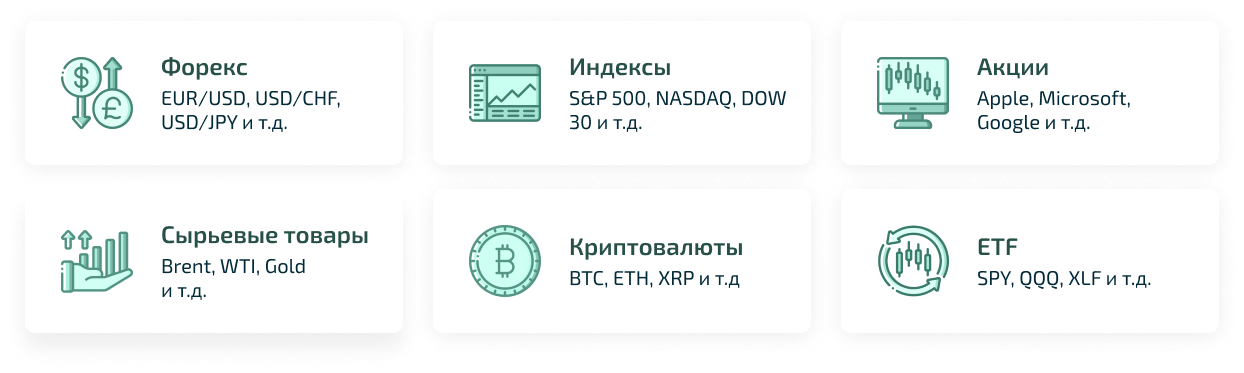 Форекс
EUR/USD, USD/CHF,
USD/JPY и т.д.
Индексы
S&P 500, NASDAQ, DOW
30 и т.д.
Акции
Apple, Microsoft,
Google и т.д.
Сырьевые товары
Brent, WTI, Gold
и т.д.
Криптовалюты
BTC, ETH, XRP и т.д
ETF
SPY, QQQ, XLF и т.д.